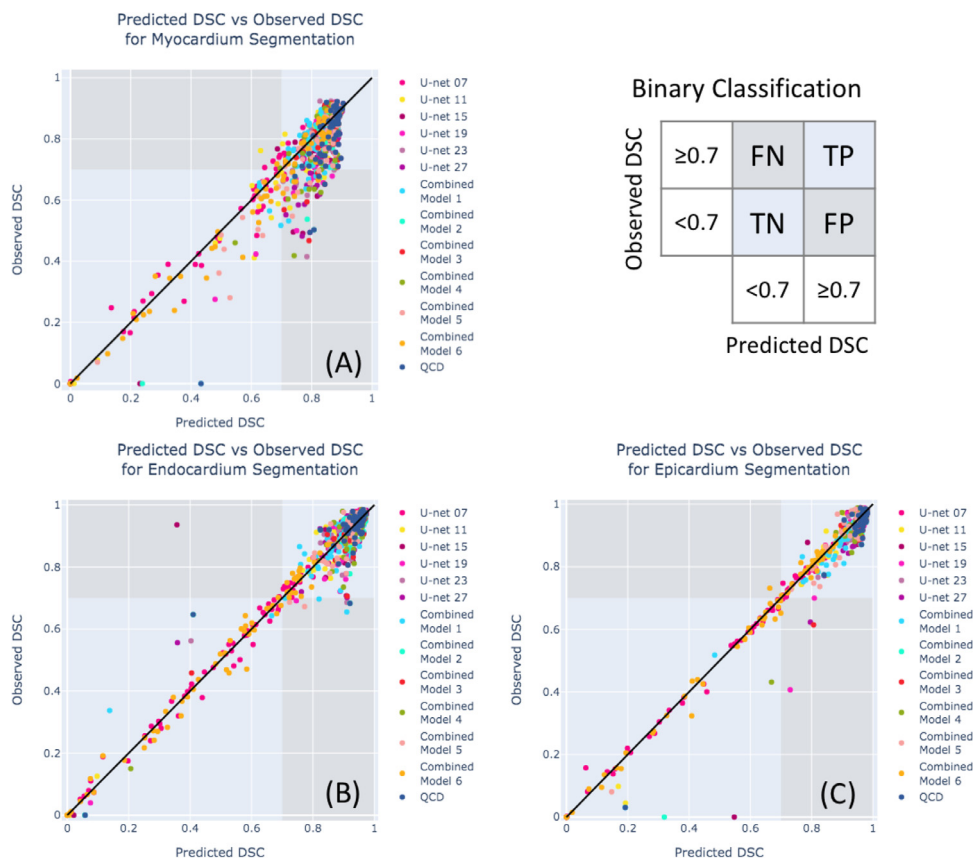 Predicted DSC vs Observed DSC
for Myocardium Segmentation
1
0.8
0.6
0.4
0.2
0
0
0.2
0.4
0.6
0.8
1
Observed DSC
Predicted DSC
(A)
U-net 07
U-net 11
U-net 15
U-net 19
U-net 23
U-net 27
Combined
Model 1
Combined
Model 2
Combined
Model 3
Combined
Model 4
Combined
Model 5
Combined
Model 6
QCD
Binary Classification
Observed DSC
≥0.7
FN
TP
<0.7
TN
FP
<0.7
≥0.7
Predicted DSC
Predicted DSC vs Observed DSC
for Endocardium Segmentation
1
0.8
0.6
0.4
0.2
0
0
0.2
0.4
0.6
0.8
1
Observed DSC
Predicted DSC
(B)
U-net 07
U-net 11
U-net 15
U-net 19
U-net 23
U-net 27
Combined
Model 1
Combined
Model 2
Combined
Model 3
Combined
Model 4
Combined
Model 5
Combined
Model 6
QCD
Predicted DSC vs Observed DSC
for Epicardium Segmentation
1
0.8
0.6
0.4
0.2
0
0
0.2
0.4
0.6
0.8
1
Observed DSC
Predicted DSC
(C)
U-net 07
U-net 11
U-net 15
U-net 19
U-net 23
U-net 27
Combined
Model 1
Combined
Model 2
Combined
Model 3
Combined
Model 4
Combined
Model 5
Combined
Model 6
QCD